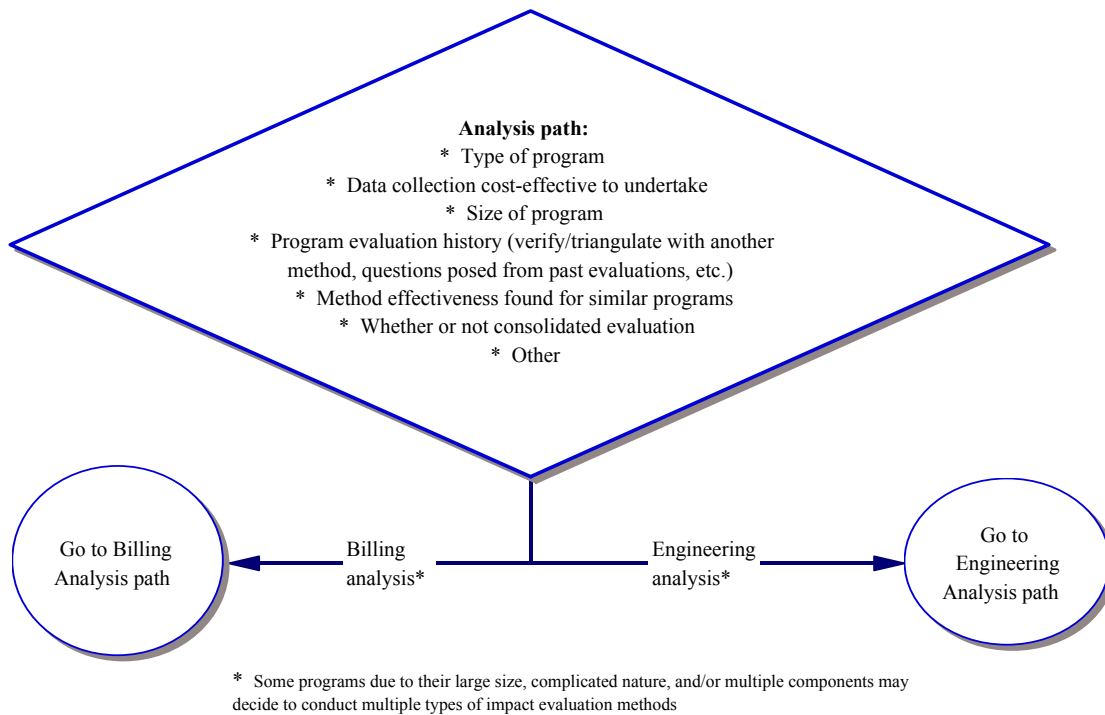 Analysis path:
* Type of program
* Data collection cost-effective to undertake
* Size of program
* Program evaluation history (verify/triangulate with another
method, questions posed from past evaluations, etc.)
* Method effectiveness found for similar programs
* Whether or not consolidated evaluation
* Other
Go to Billing
Analysis path
Billing
analysis*
Engineering
analysis*
Go to
Engineering
Analysis path
* Some programs due to their large size, complicated nature, and/or multiple components may
decide to conduct multiple types of impact evaluation methods